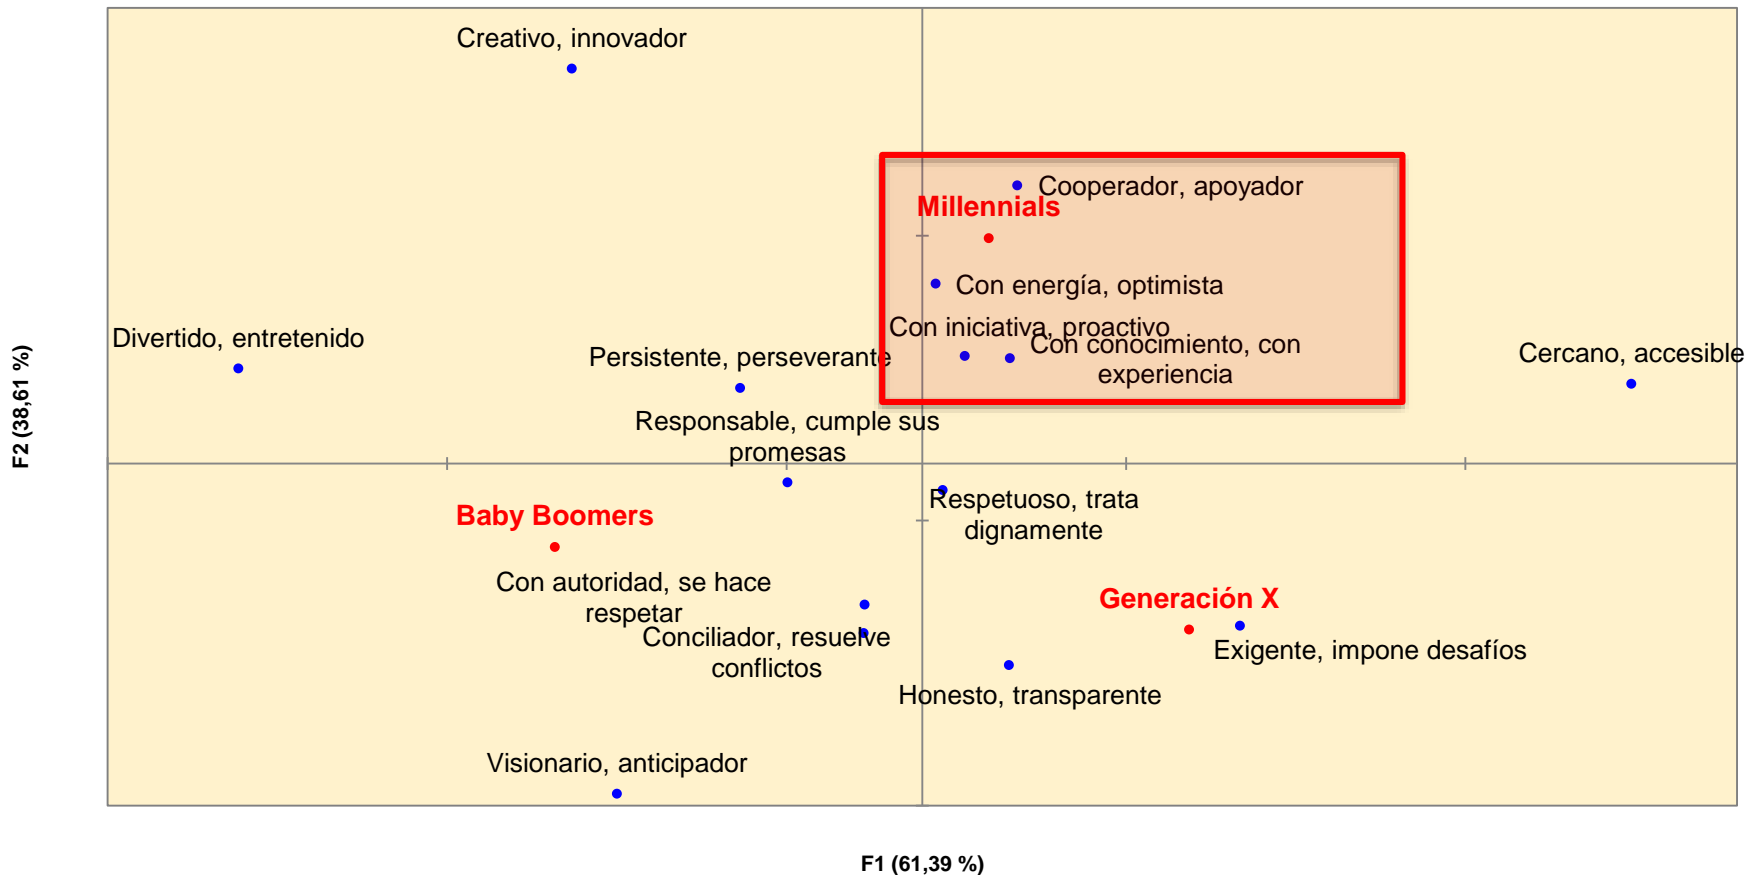 Creativo, innovador
Cooperador, apoyador
Millennials
Con energía, optimista
Con iniciativa, proactivo
Divertido, entretenido
Con conocimiento, con
experiencia
Cercano, accesible
Persistente, perseverante
Responsable, cumple sus
promesas
Respetuoso, trata
dignamente
Baby Boomers
Con autoridad, se hace
respetar
Generación X
Conciliador, resuelve
conflictos
Exigente, impone desafíos
Honesto, transparente
Visionario, anticipador
F2 (38,61 %)
F1 (61,39 %)